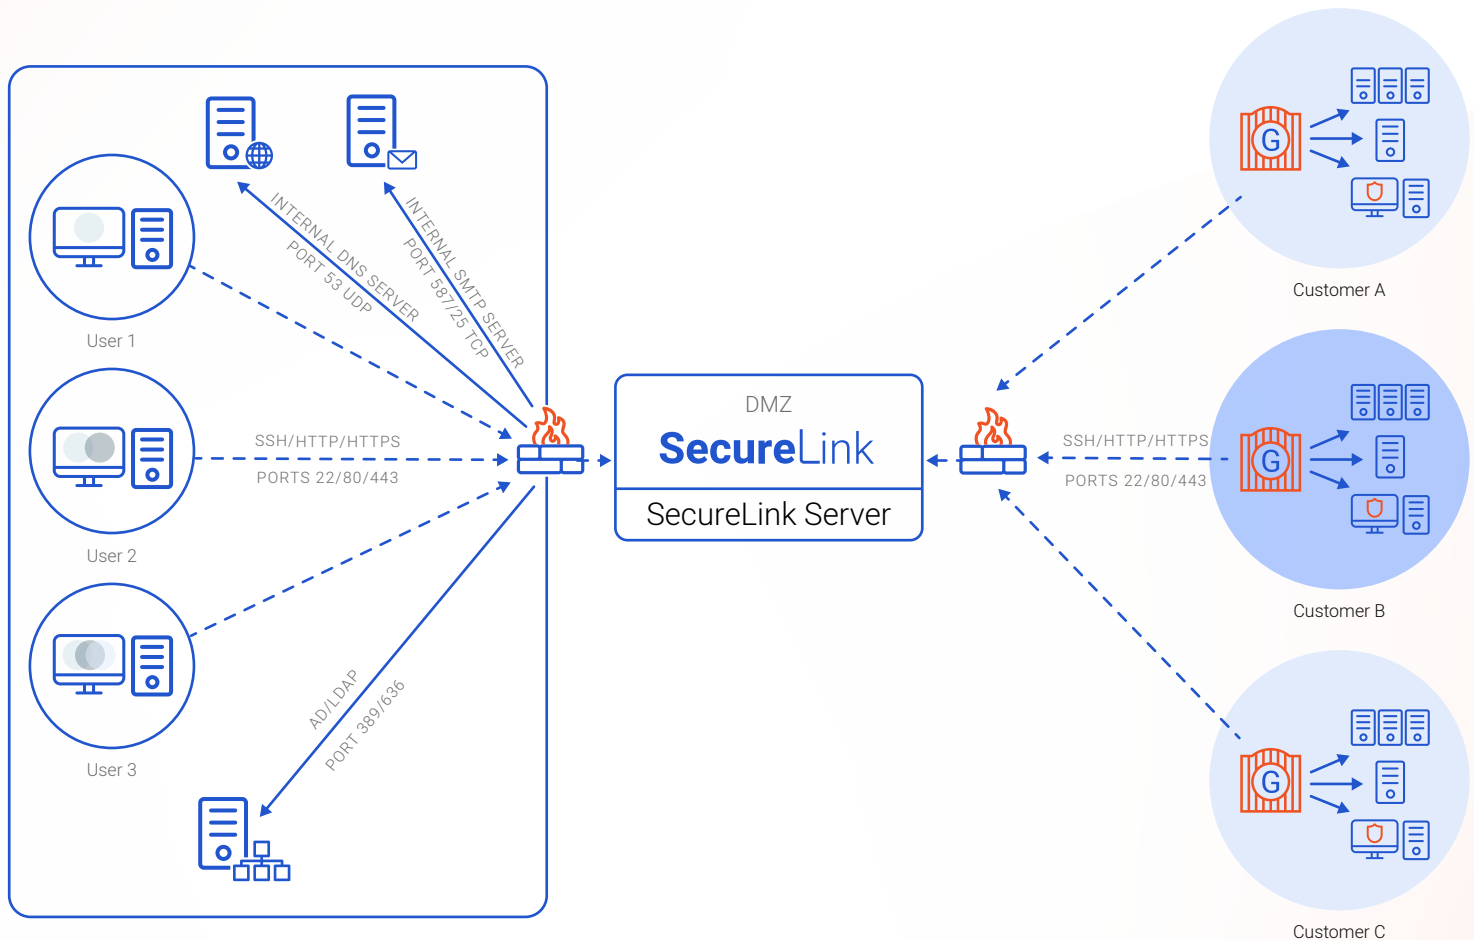 INTERNAL DNS SERVER
PORT 53 UDP
INTERNAL SMTP SERVER
PORT 587/25 TCP
User 1
SSH/HTTP/HTTPS
PORTS 22/80/443
User 2
AD/LDAP
PORT 389/636
User 3
DMZ
SecureLink
SecureLink Server
SSH/HTTP/HTTPS
PORTS 22/80/443
G
Customer A
G
Customer B
G
Customer C